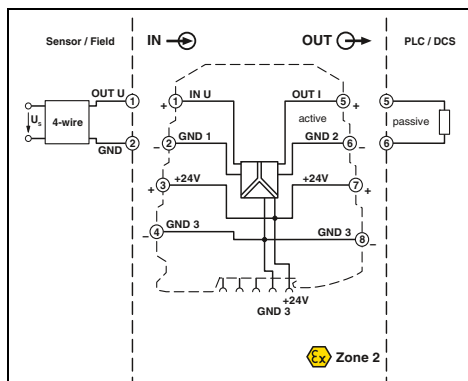 Sensor / Field
IN
OUT
PLC / DCS
OUT U
1
+
1
IN U
OUT I
5
+
5
Us
4-wire
active
passive
GND
2
–
2
GND 1
GND 2
6
–
6
+
3
+24V
+24V
7
+
–
4
GND 3
GND 3
8
–
+24V
GND 3
Ex
Zone 2